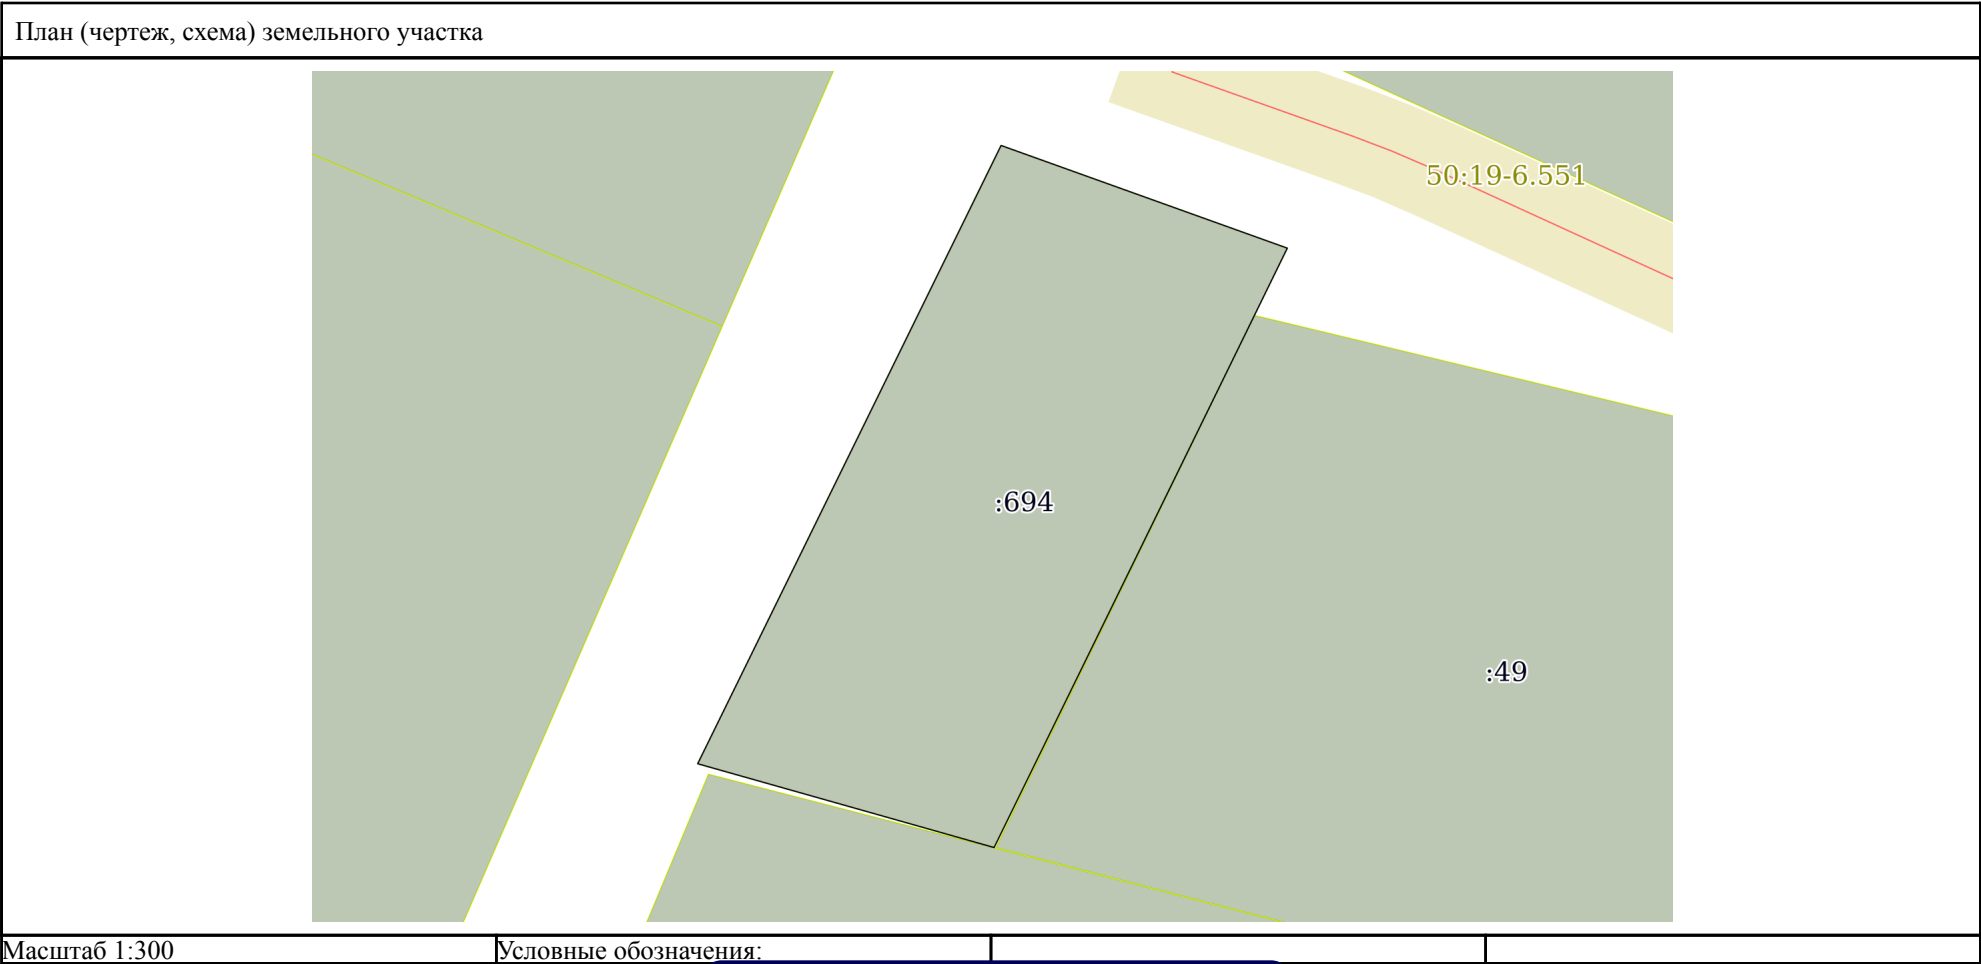 План (чертеж, схема) земельного участка
50:19-6.551
:694
:49
Масштаб 1:300
Условные обозначения: